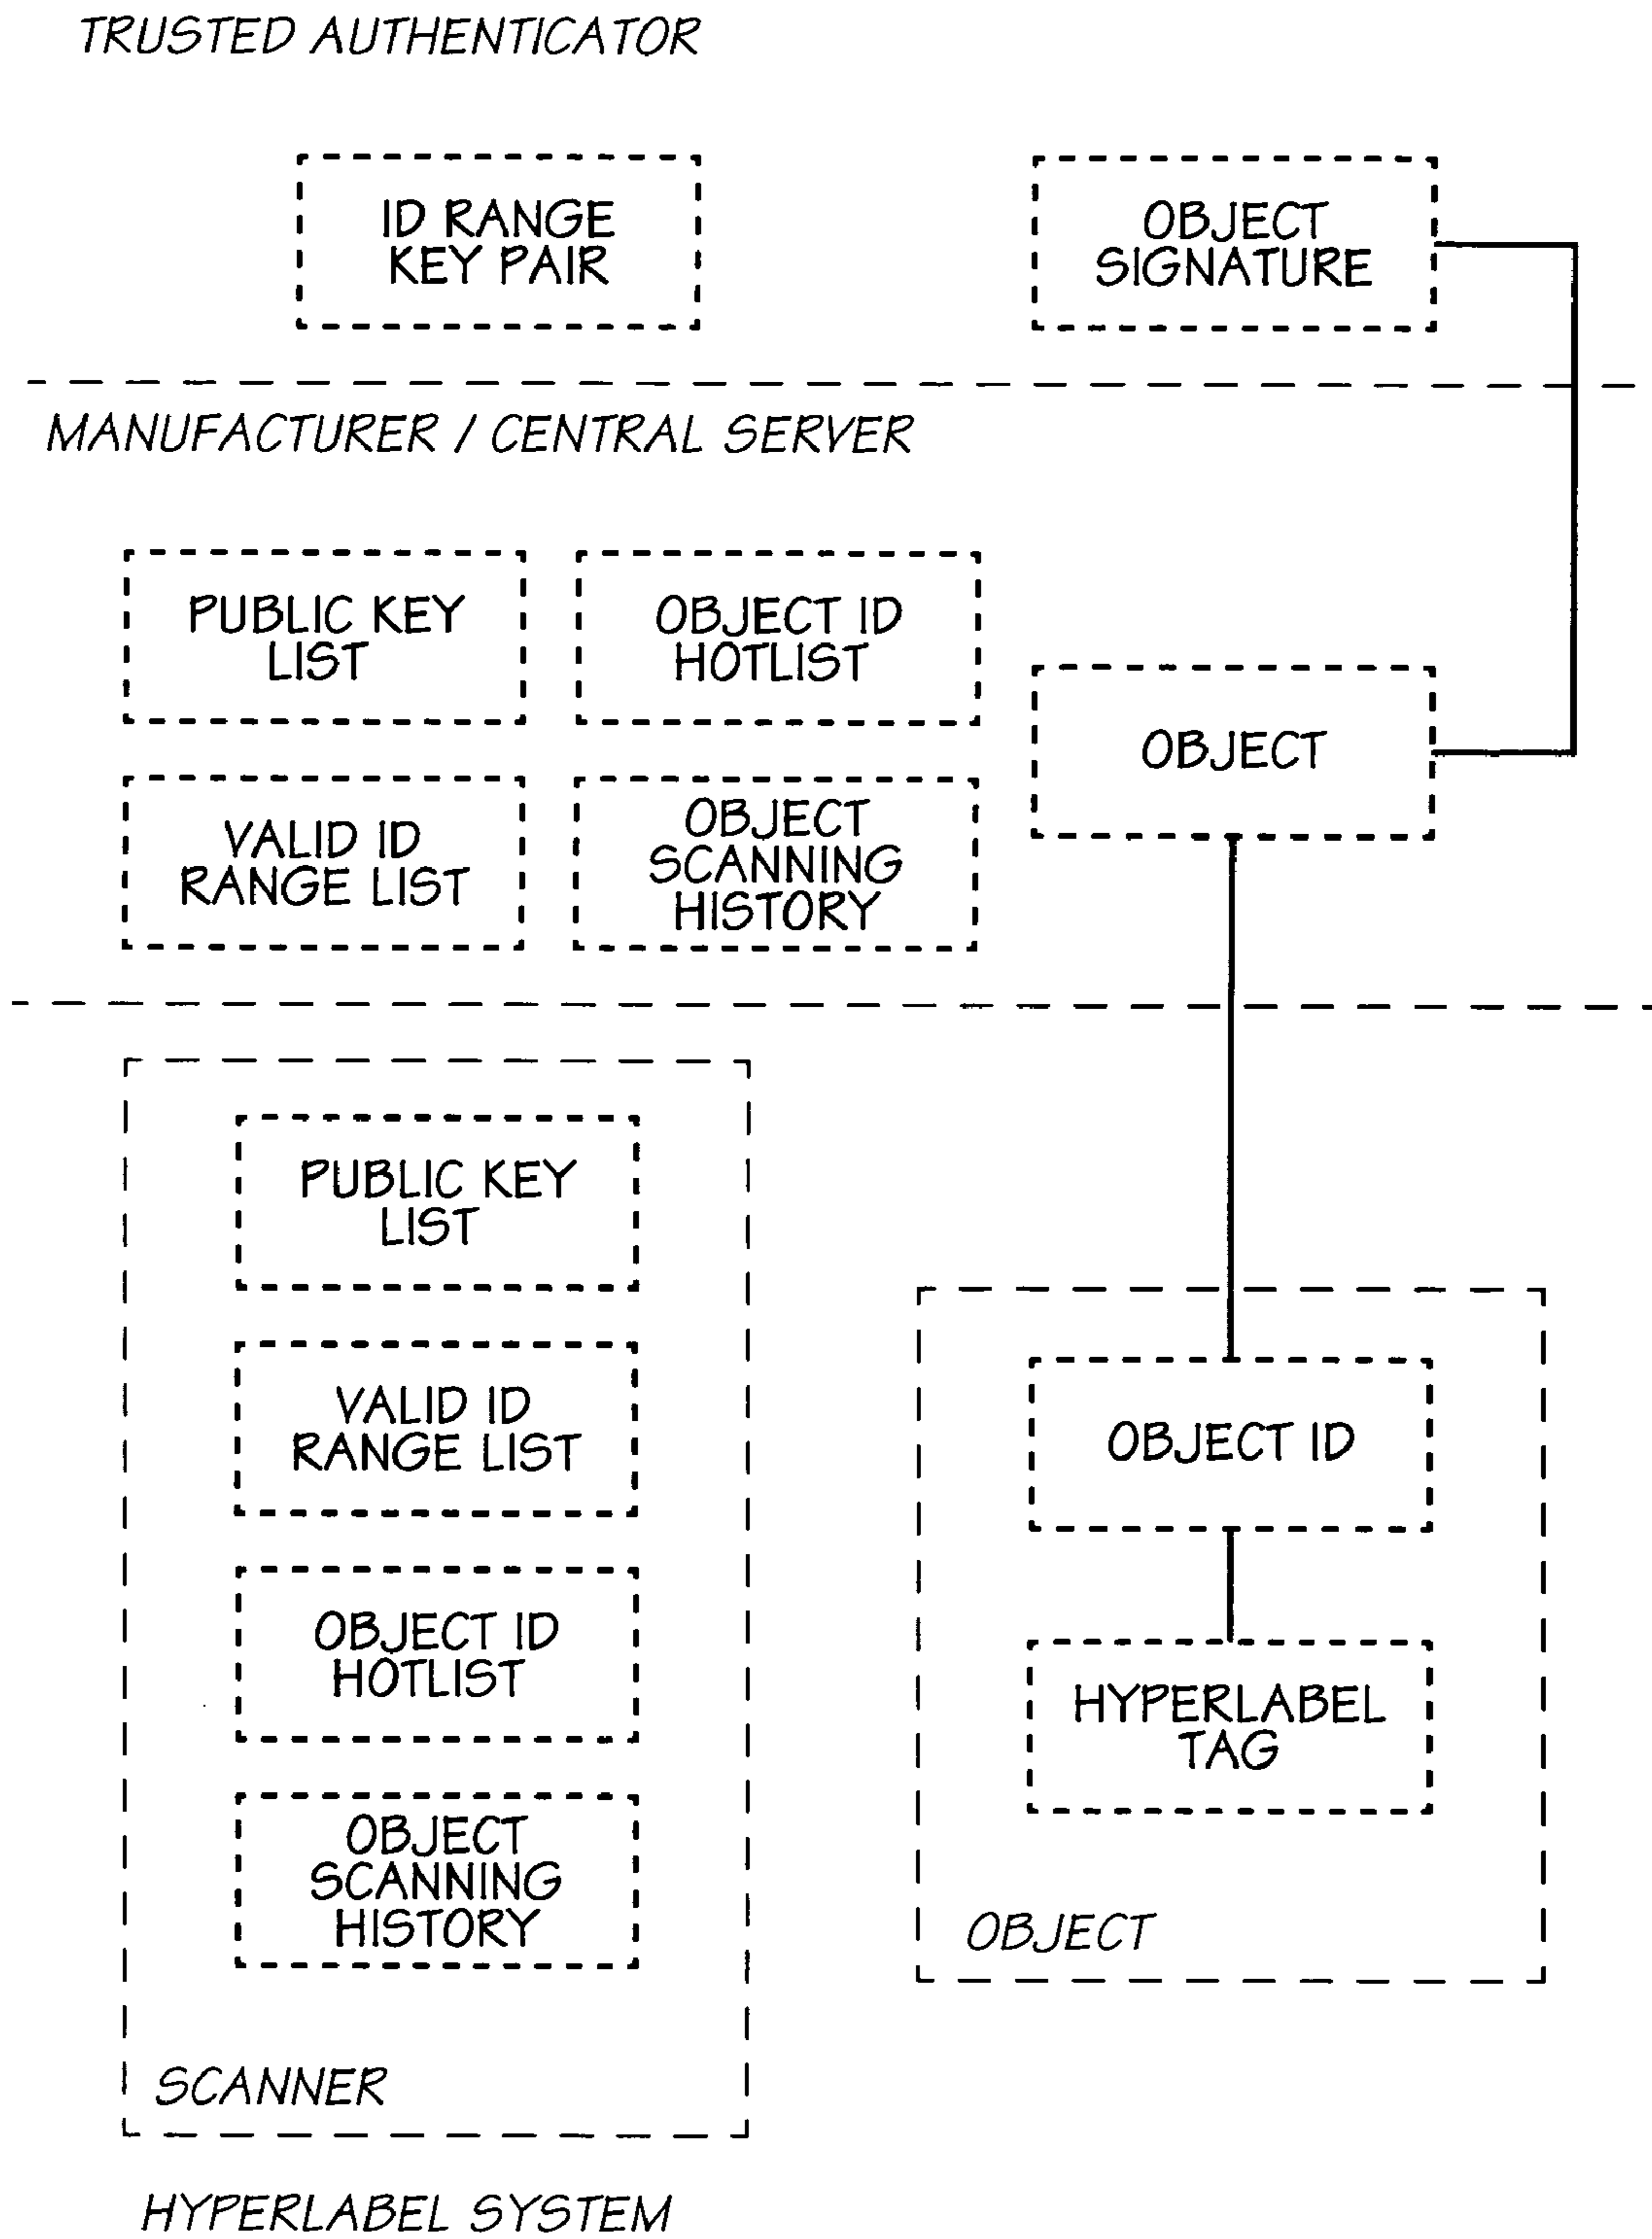 TRUSTED AUTHENTICATOR
ID RANGE
KEY PAIR
OBJECT
SIGNATURE
MANUFACTURER / CENTRAL SERVER
PUBLIC KEY
LIST
OBJECT ID
HOTLIST
OBJECT
VALID ID
RANGE LIST
OBJECT
SCANNING
HISTORY
PUBLIC KEY
LIST
VALID ID
RANGE LIST
OBJECT ID
HOTLIST
OBJECT
SCANNING
HISTORY
SCANNER
OBJECT ID
HYPERLABEL
TAG
OBJECT
HYPERLABEL SYSTEM